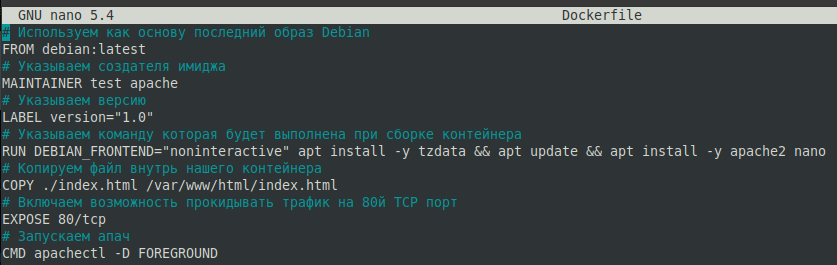 GNU nano 5.4 Dockerfile
# Используем как основу последний образ Debian
FROM debian:latest
# Указываем создателя имиджа
MAINTAINER test apache
# Указываем версию
LABEL version="1.0"
# Указываем команду которая будет выполнена при сборке контейнера
RUN DEBIAN_FRONTEND="noninteractive" apt install -y tzdata && apt update && apt install -y apache2 nano
# Копируем файл внутрь нашего контейнера
COPY ./index.html /var/www/html/index.html
# Включаем возможность прокидывать трафик на 80й TCP порт
EXPOSE 80/tcp
# Запускаем апач
CMD apachectl -D FOREGROUND